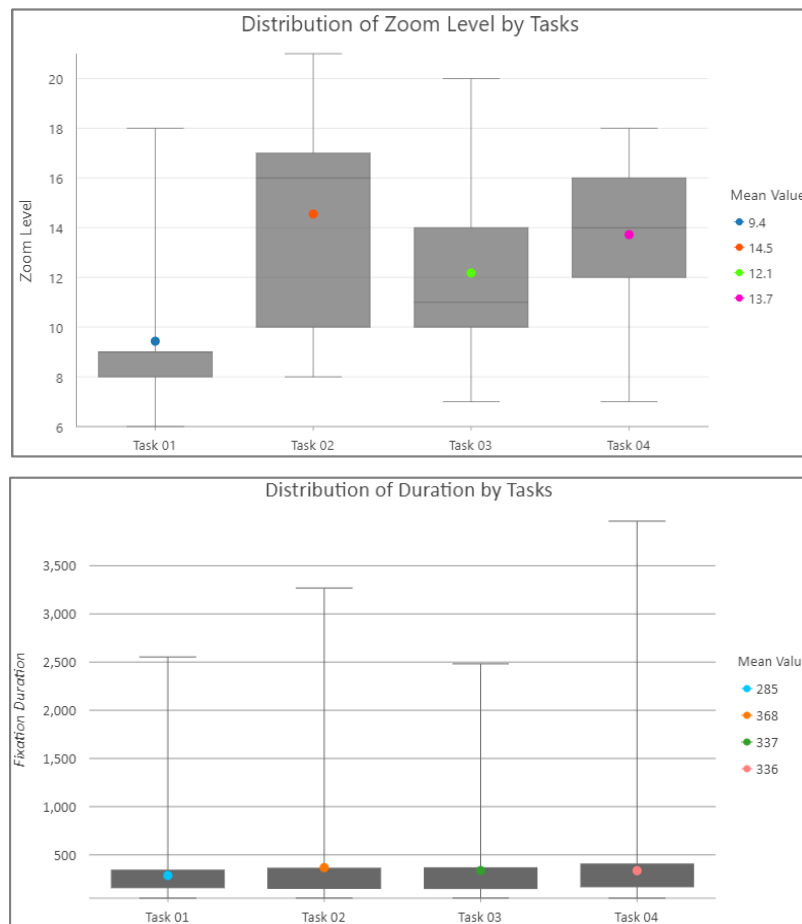 Distribution of Zoom Level by Tasks
20
18
16
14
12
10
8
6
Zoom Level
Task 01 Task 02 Task 03 Task 04
Mean Value
9.4
14.5
12.1
13.7
Distribution of Duration by Tasks
3,500
3,000
2,500
2,000
1,500
1,000
500
Fixation Duration
Task 01 Task 02 Task 03 Task 04
Mean Valu
285
368
337
336